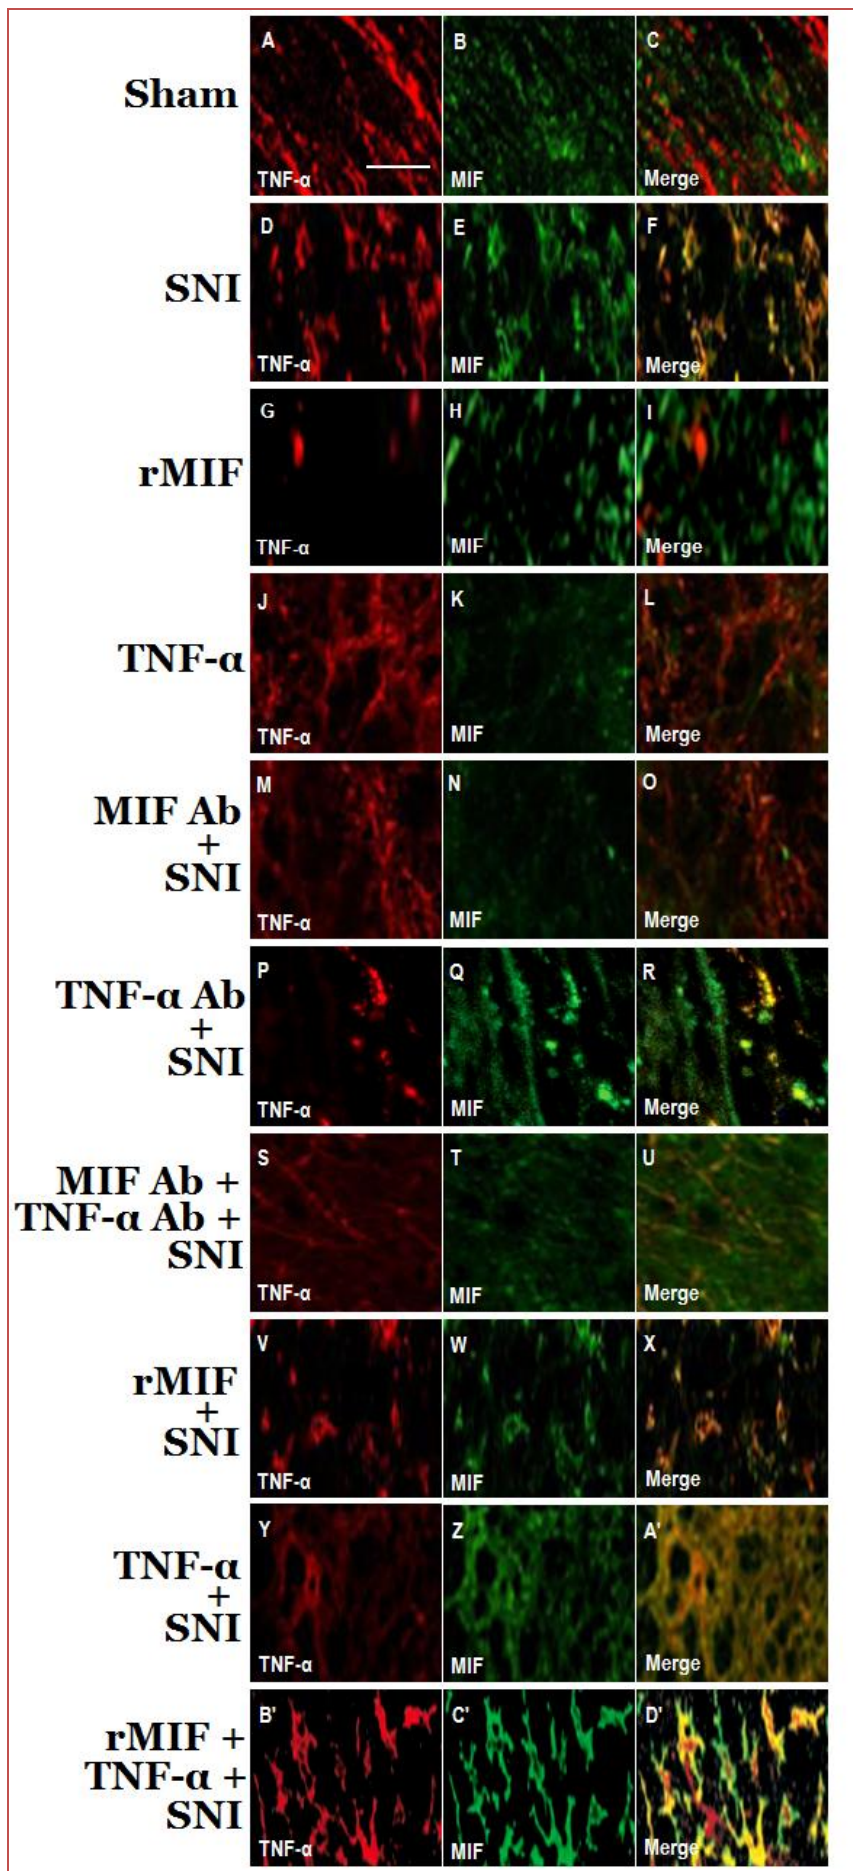 Sham
A
B
C
TNF-α
MIF
Merge
SNI
D
E
F
TNF-α
MIF
Merge
rMIF
G
H
I
TNF-α
MIF
Merge
TNF-α
J
K
L
TNF-α
MIF
Merge
MIF Ab
+
SNI
M
N
O
TNF-α
MIF
Merge
TNF-α Ab
+
SNI
P
Q
R
TNF-α
MIF
Merge
MIF Ab +
TNF-α Ab +
SNI
S
T
U
TNF-α
MIF
Merge
rMIF
+
SNI
V
W
X
TNF-α
MIF
Merge
TNF-α
+
SNI
Y
Z
A'
TNF-α
MIF
Merge
rMIF +
TNF-α +
SNI
B'
C'
D'
TNF-α
MIF
Merge